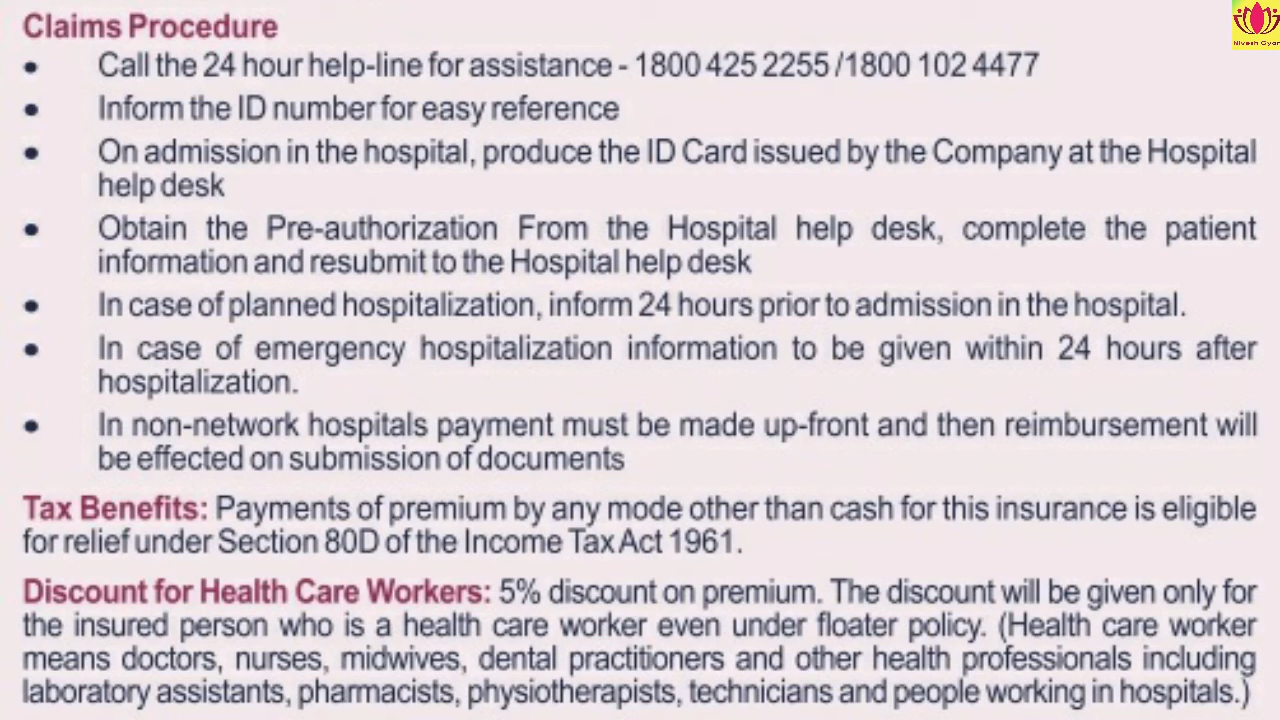 Claims Procedure
• Call the 24 hour help-line for assistance - 1800 425 2255 /1800 102 4477
• Inform the ID number for easy reference
• On admission in the hospital, produce the ID Card issued by the Company at the Hospital
help desk
• Obtain the Pre-authorization From the Hospital help desk, complete the patient
information and resubmit to the Hospital help desk
• In case of planned hospitalization, inform 24 hours prior to admission in the hospital.
• In case of emergency hospitalization information to be given within 24 hours after
hospitalization.
• In non-network hospitals payment must be made up-front and then reimbursement will
be effected on submission of documents
Tax Benefits: Payments of premium by any mode other than cash for this insurance is eligible
for relief under Section 80D of the Income Tax Act 1961.
Discount for Health Care Workers: 5% discount on premium. The discount will be given only for
the insured person who is a health care worker even under floater policy. (Health care worker
means doctors, nurses, midwives, dental practitioners and other health professionals including
laboratory assistants, pharmacists, physiotherapists, technicians and people working in hospitals.)
Nivesh Gyan